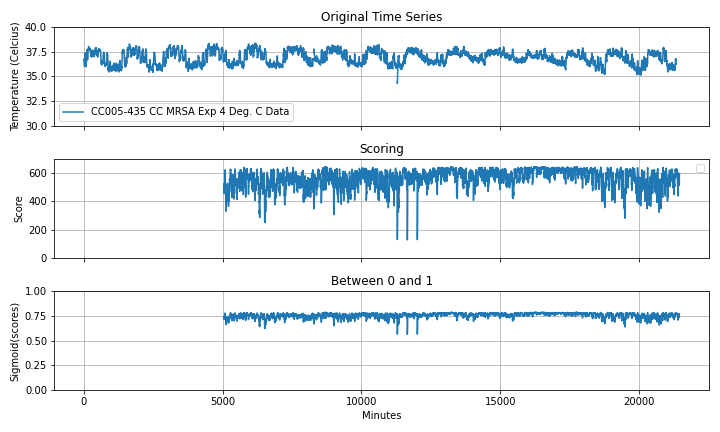 Original Time Series
40.0
37.5
35.0
32.5
30.0
Temperature (Celcius)
CC005-435 CC MRSA Exp 4 Deg. C Data
Scoring
600
400
200
0
Score
Between 0 and 1
1.00
0.75
0.50
0.25
0.00
Sigmoid(scores)
0 5000 10000 15000 20000
Minutes